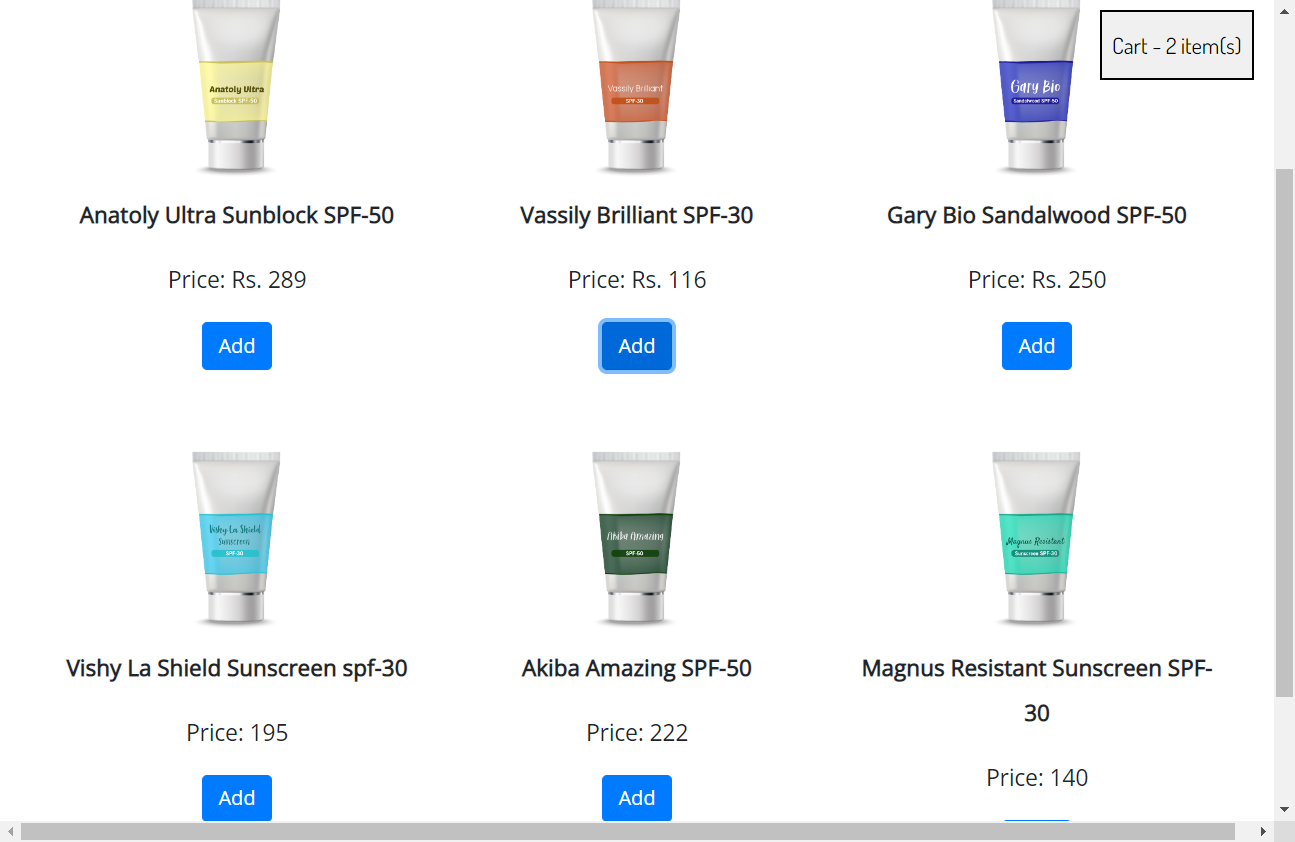 Cart - 2 item(s)
Anatoly Ultra
Sunblock SPF-50
Vassily Brilliant
SPF-30
Gary Bio
Sandalwood SPF-50
Anatoly Ultra Sunblock SPF-50
Vassily Brilliant SPF-30
Gary Bio Sandalwood SPF-50
Price: Rs. 289
Price: Rs. 116
Price: Rs. 250
Add
Add
Add
Vishy La Shield
Sunscreen
SPF-30
Akiba Amazing
SPF-50
Magnus Resistant
Sunscreen SPF-30
Vishy La Shield Sunscreen spf-30
Akiba Amazing SPF-50
Magnus Resistant Sunscreen SPF-
30
Price: 195
Price: 222
Price: 140
Add
Add